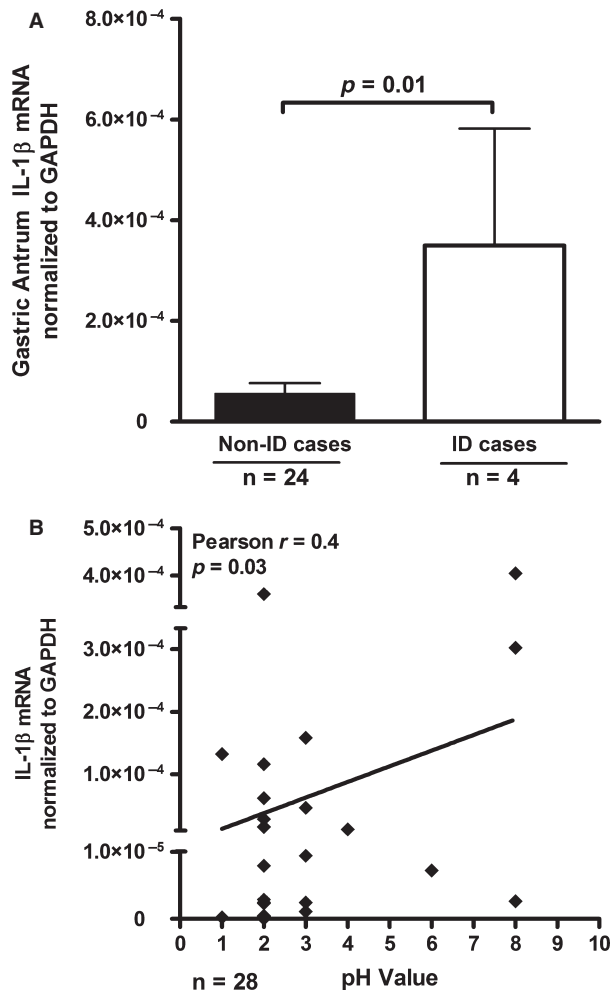 A
Gastric Antrum IL-1β mRNA
normalized to GAPDH
8.0×10⁻⁴
6.0×10⁻⁴
4.0×10⁻⁴
2.0×10⁻⁴
0
p = 0.01
Non-ID cases
n = 24
ID cases
n = 4
B
IL-1β mRNA
normalized to GAPDH
5.0×10⁻⁴
4.0×10⁻⁴
3.0×10⁻⁴
2.0×10⁻⁴
1.0×10⁻⁴
1.0×10⁻⁵
0
Pearson r = 0.4
p = 0.03
0 1 2 3 4 5 6 7 8 9 10
n = 28
pH Value